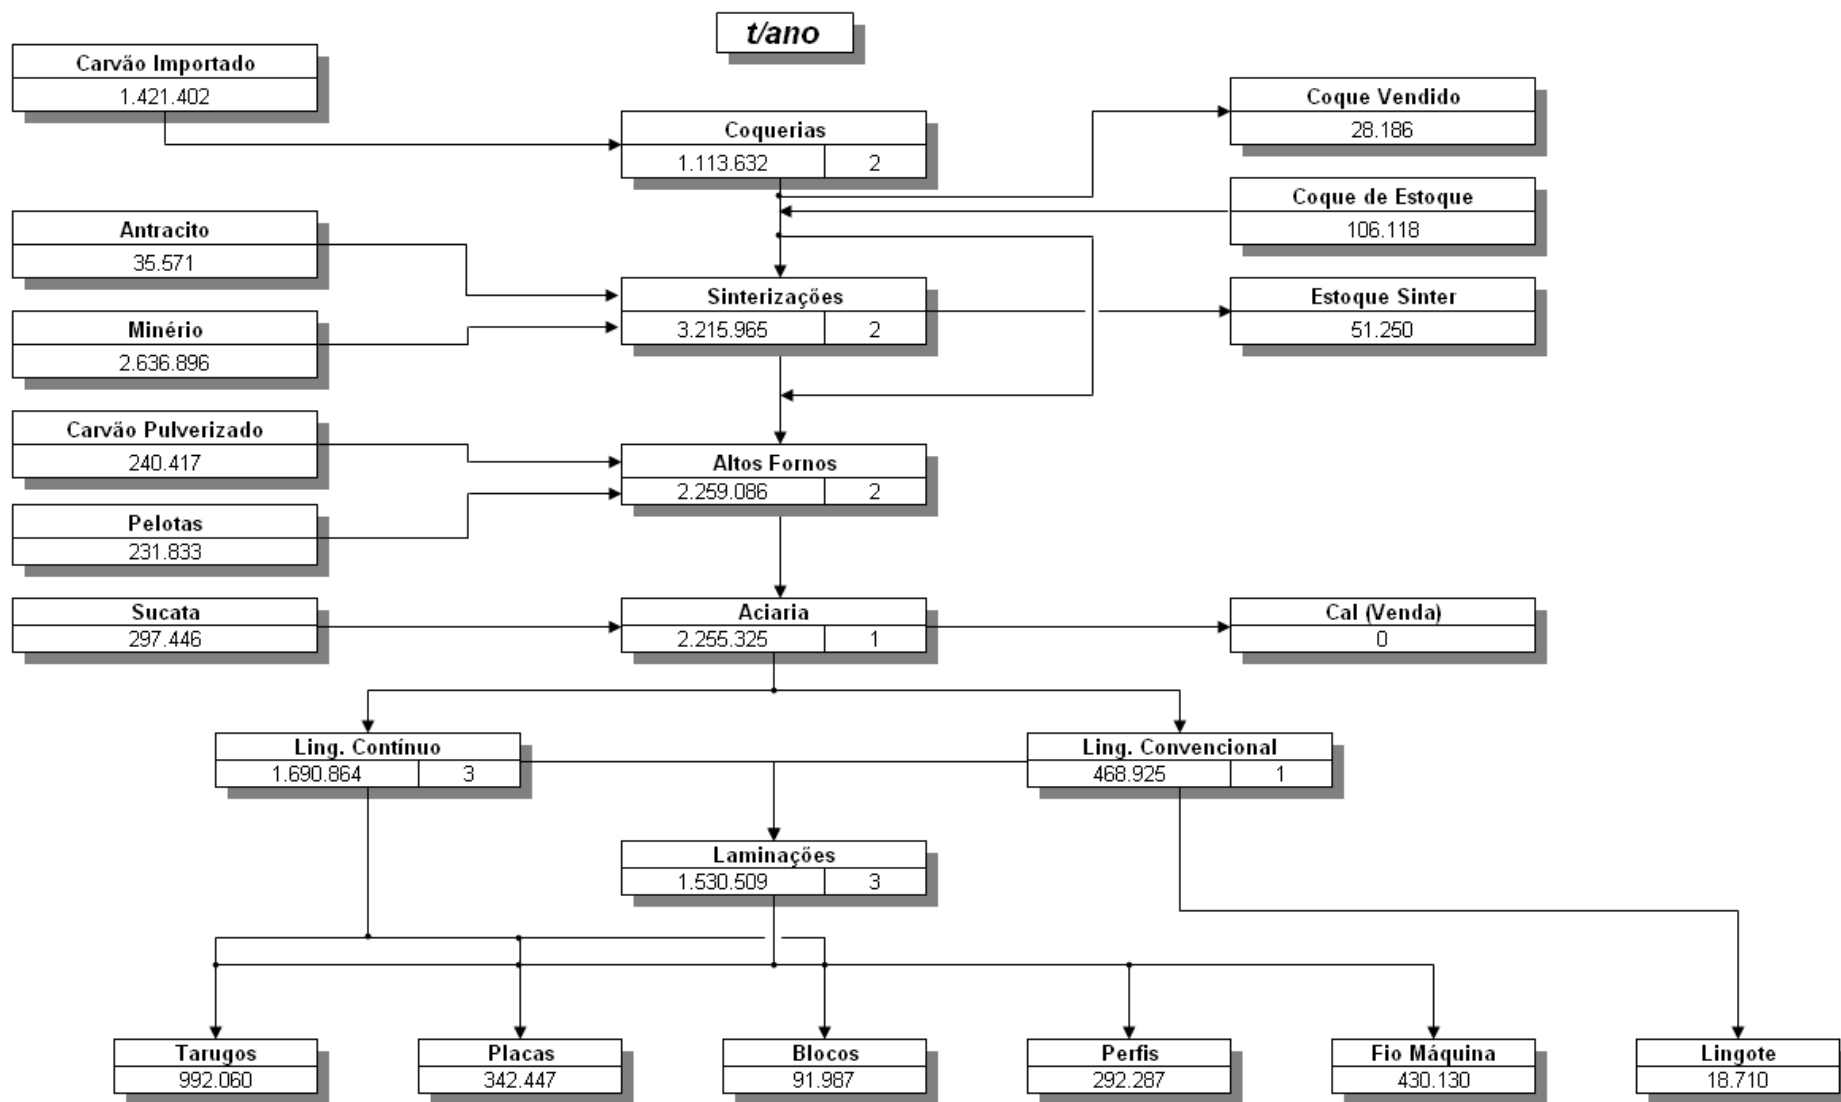 t/ano
Carvão Importado
1.421.402
Coque Vendido
28.186
Coquerias
1.113.632 2
Coque de Estoque
106.118
Antracito
35.571
Sinterizações
3.215.965 2
Estoque Sinter
51.250
Minério
2.636.896
Carvão Pulverizado
240.417
Altos Fornos
2.259.086 2
Pelotas
231.833
Sucata
297.446
Aciaria
2.255.325 1
Cal (Venda)
0
Ling. Contínuo
1.690.864 3
Ling. Convencional
468.925 1
Laminações
1.530.509 3
Tarugos
992.060
Placas
342.447
Blocos
91.987
Perfis
292.287
Fio Máquina
430.130
Lingote
18.710